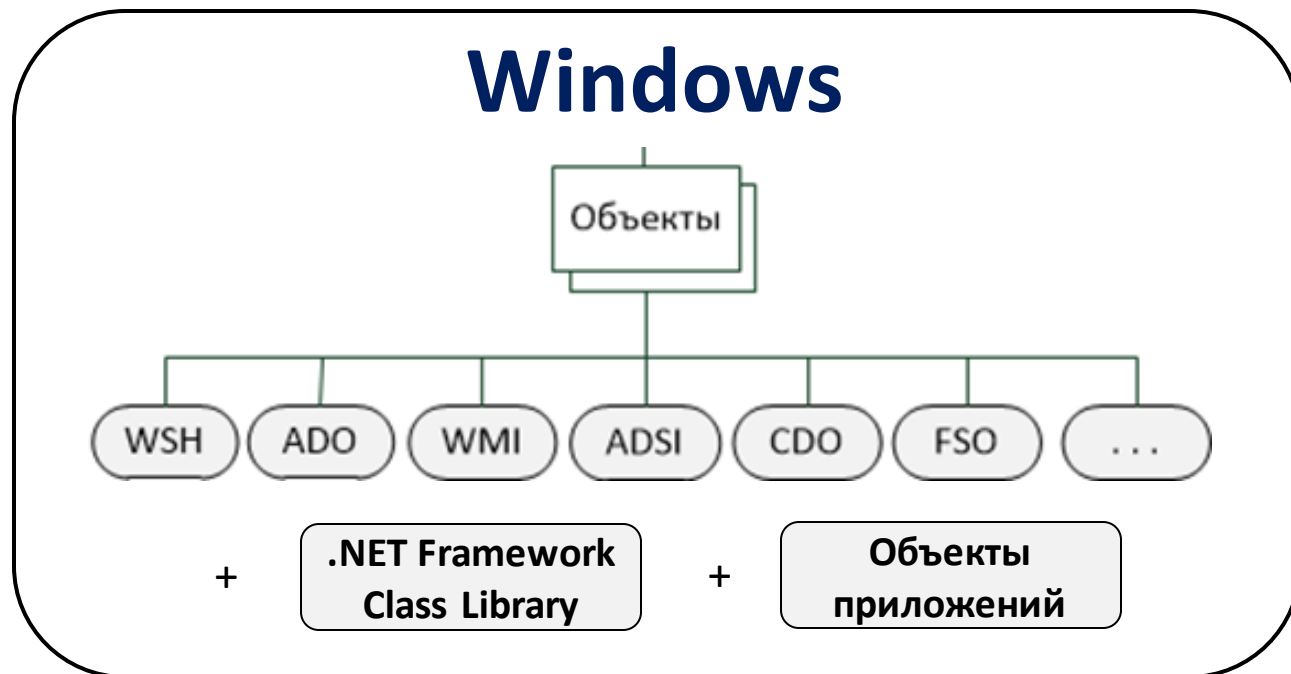 Windows
Объекты
WSH ADO WMI ADSI CDO FSO . . .
+ .NET Framework + Объекты
Class Library приложений